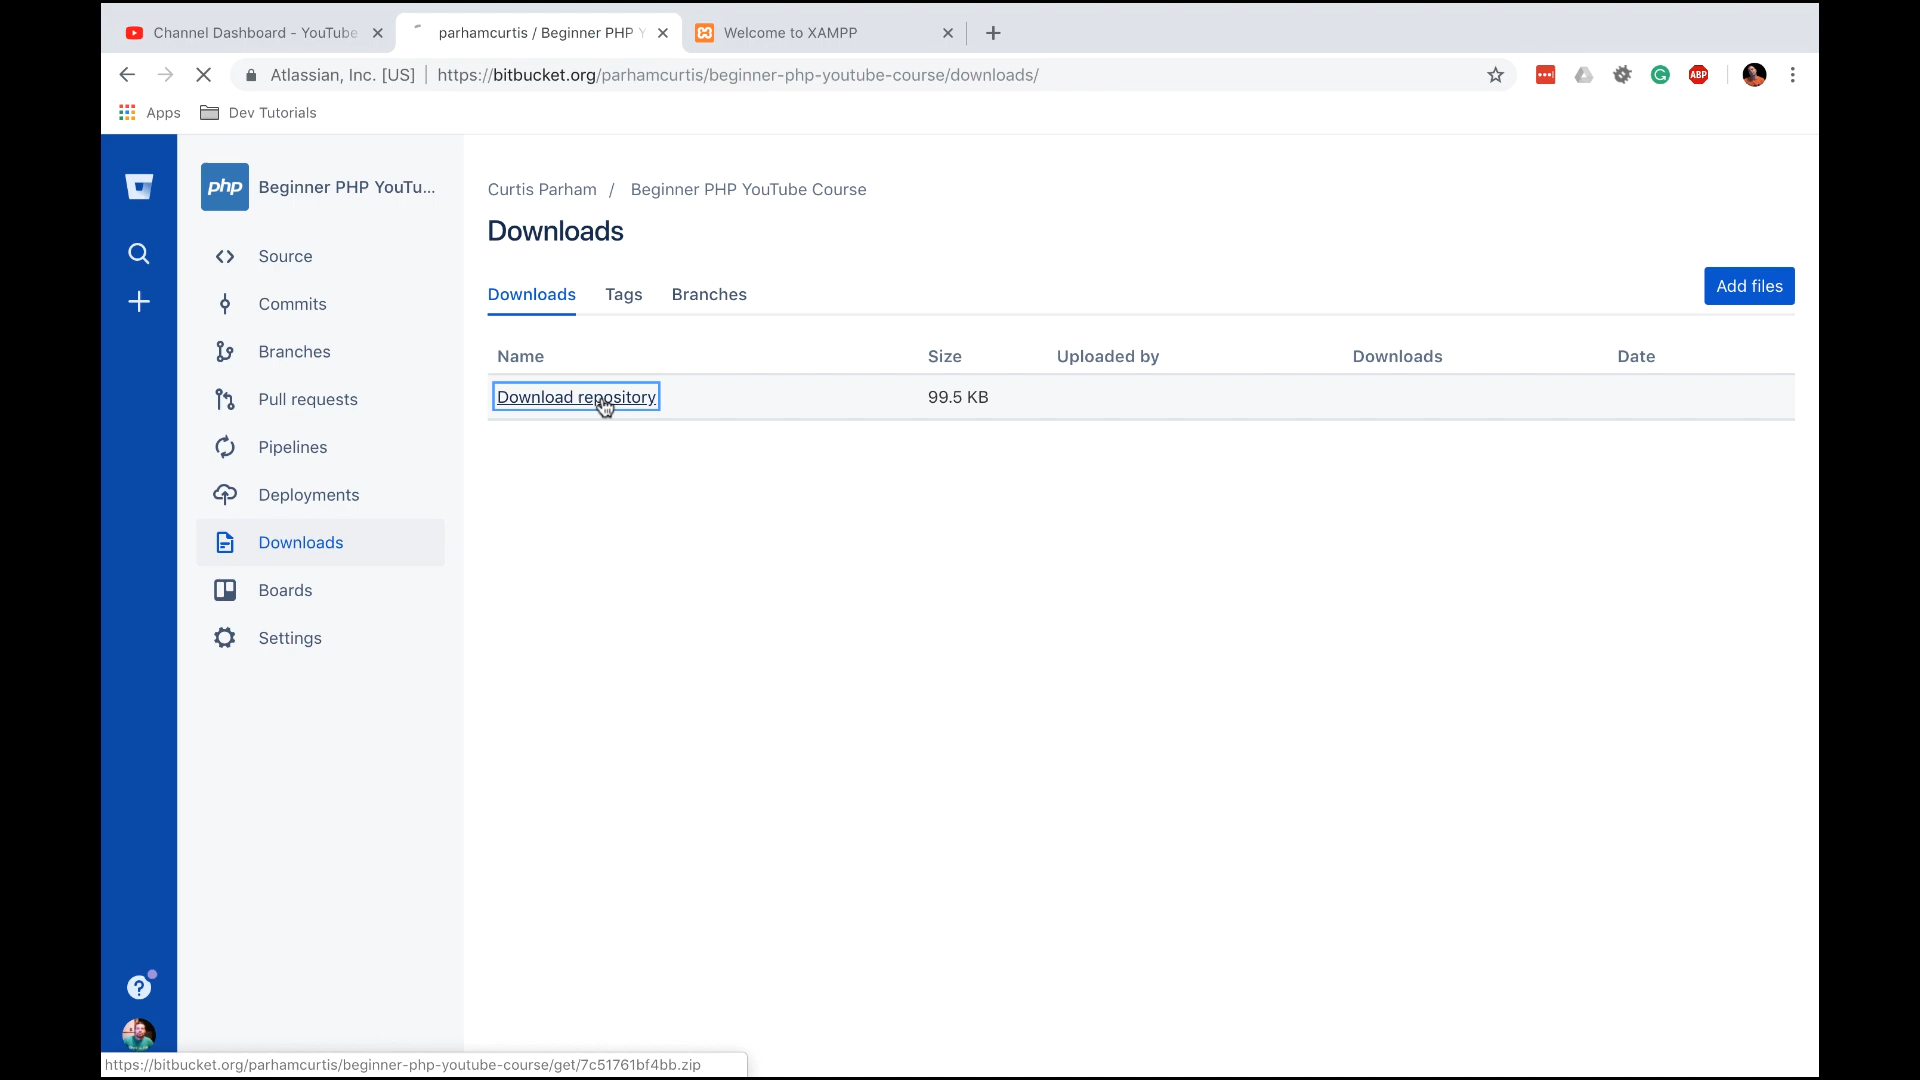 Channel Dashboard - YouTube
parhamcurtis / Beginner PHP Y
Welcome to XAMPP
Atlassian, Inc. [US]
https://bitbucket.org/parhamcurtis/beginner-php-youtube-course/downloads/
ABP
Apps
Dev Tutorials
php
Beginner PHP YouTu...
Source
Commits
Branches
Pull requests
Pipelines
Deployments
Downloads
Boards
Settings
Curtis Parham / Beginner PHP YouTube Course
Downloads
Downloads Tags Branches
Add files
Name Size Uploaded by Downloads Date
Download repository 99.5 KB
https://bitbucket.org/parhamcurtis/beginner-php-youtube-course/get/7c51761bf4bb.zip